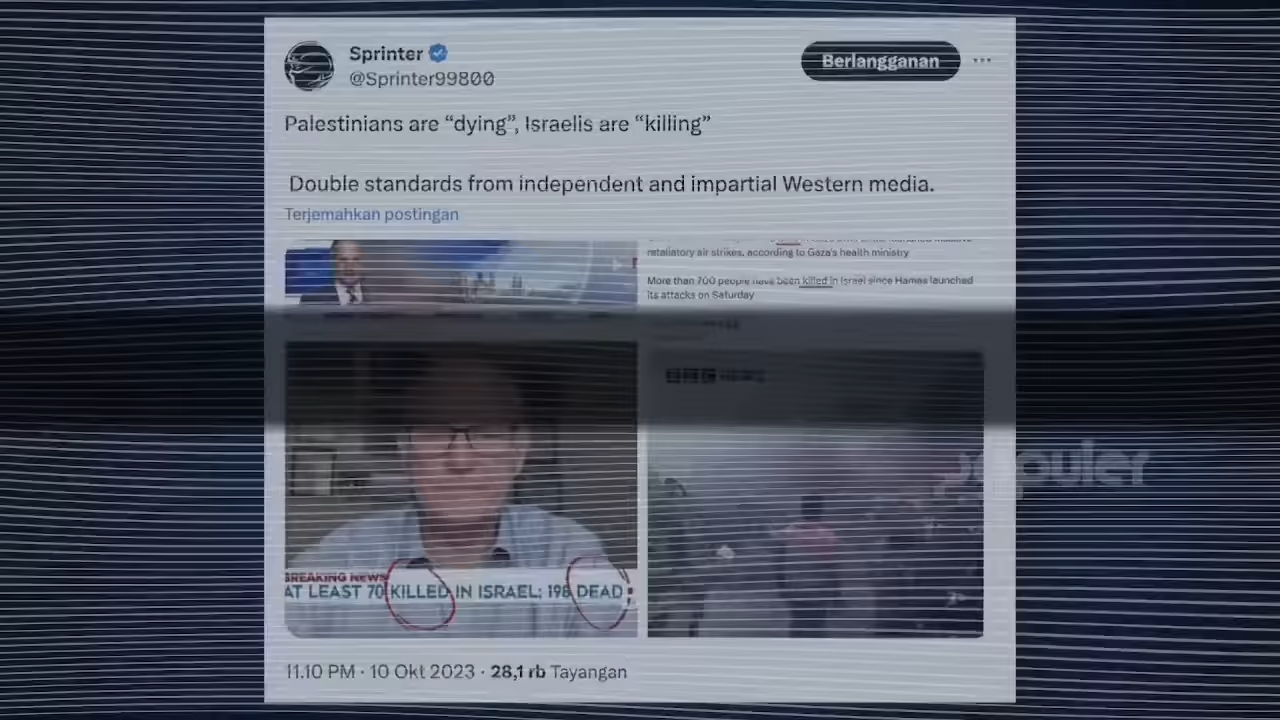 Sprinter
@Sprinter99800
Berlangganan
Palestinians are “dying”, Israelis are “killing”
Double standards from independent and impartial Western media.
Terjemahkan postingan
retaliatory air strikes, according to Gaza's health ministry
More than 700 people have been killed in Israel since Hamas launched
its attacks on Saturday
BBC NEWS
BREAKING NEWS
AT LEAST 70 KILLED IN ISRAEL; 198 DEAD
populer
11.10 PM · 10 Okt 2023 · 28,1 rb Tayangan